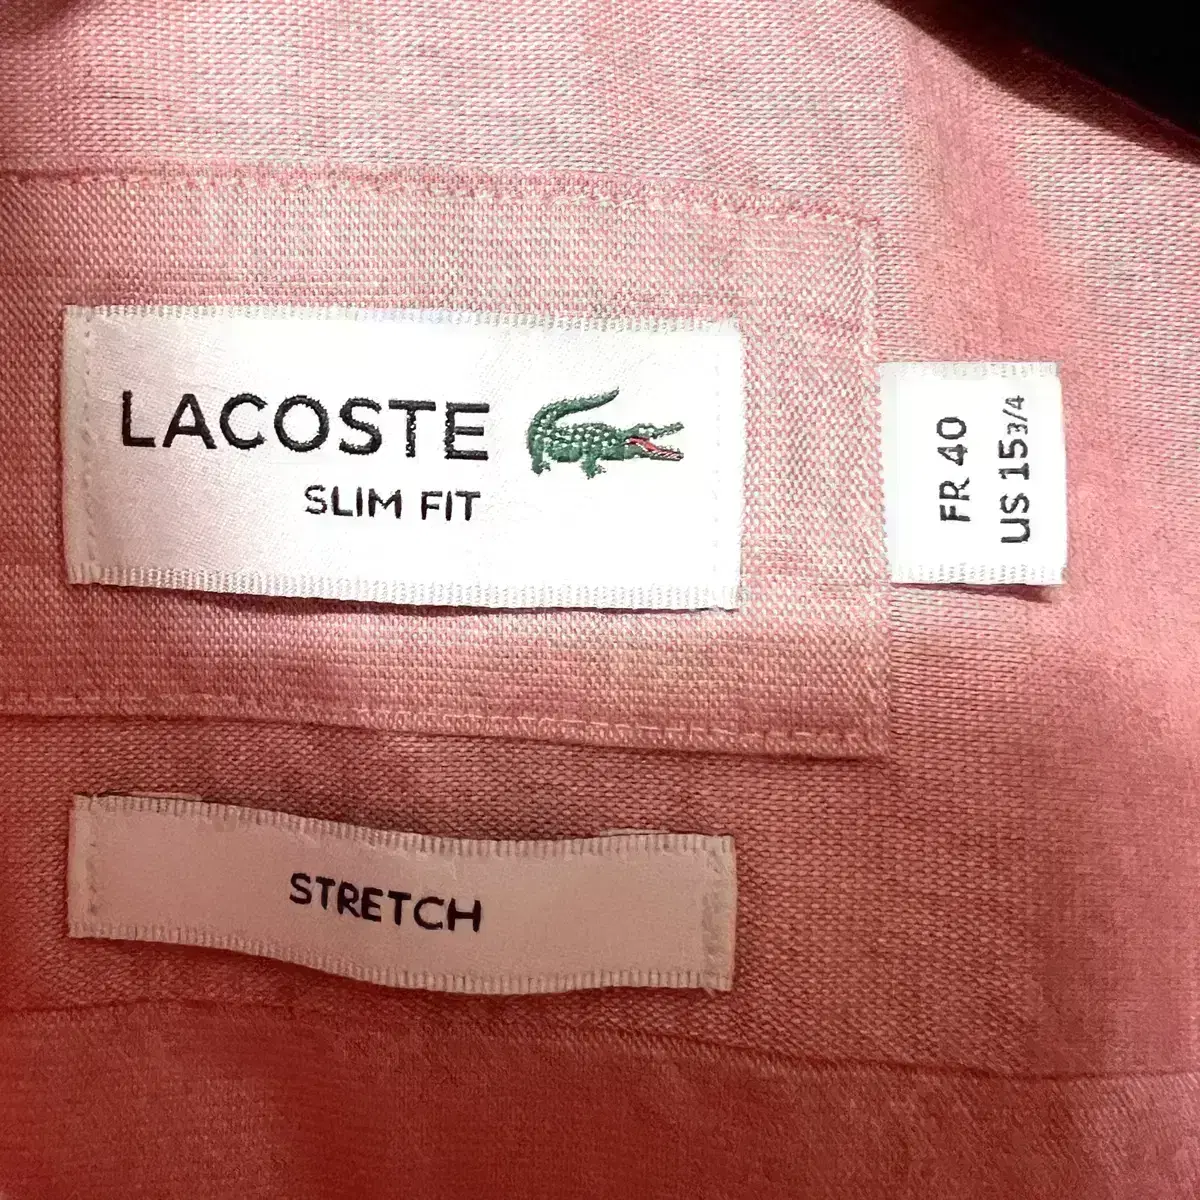 LACOSTE
SLIM FIT
FR 40
US 15 3/4
STRETCH